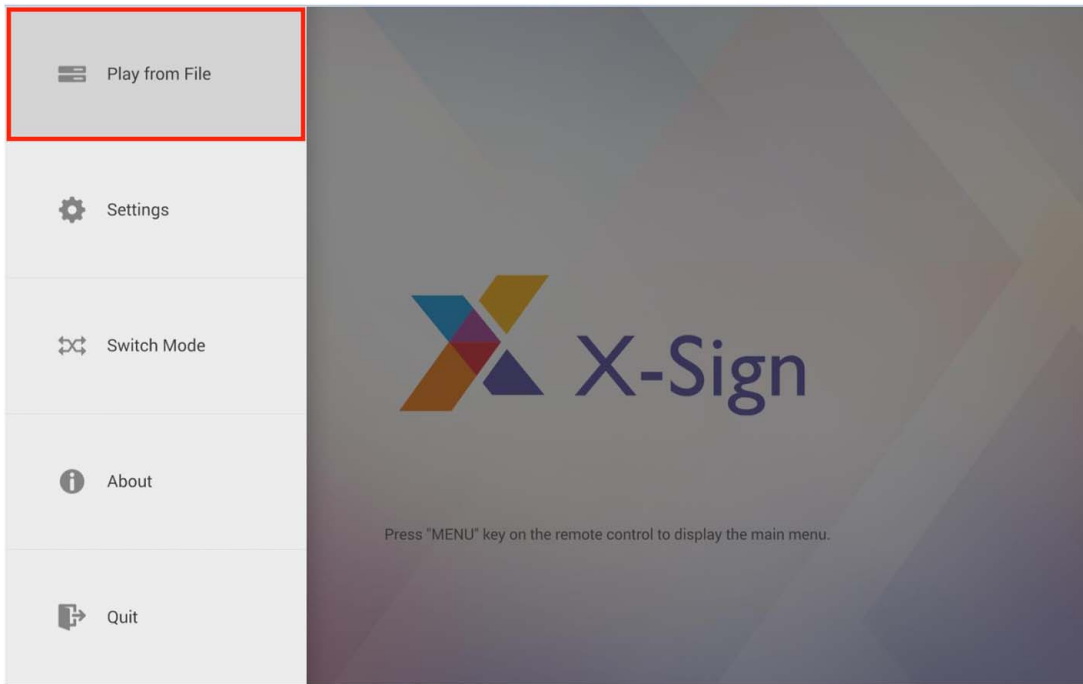 Play from File
Settings
Switch Mode
About
Quit
X-Sign
Press "MENU" key on the remote control to display the main menu.